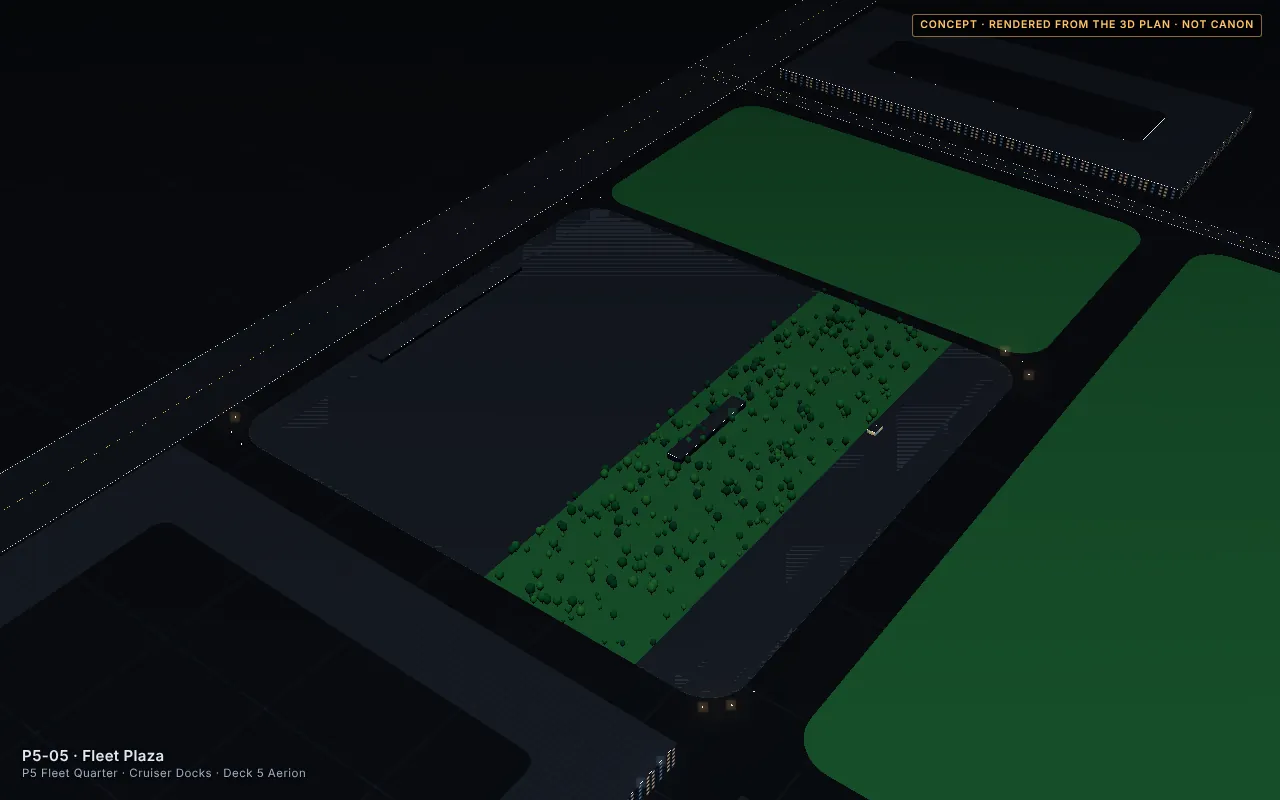 CONCEPT · RENDERED FROM THE 3D PLAN · NOT CANON
P5-05 · Fleet Plaza
P5 Fleet Quarter · Cruiser Docks · Deck 5 Aerion